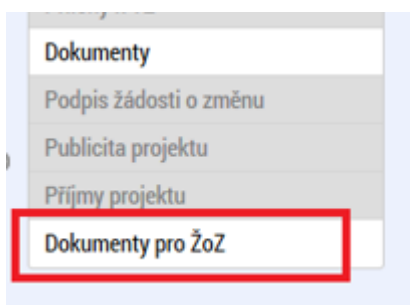 Dokumenty
Podpis žádosti o změnu
Publicita projektu
Příjmy projektu
Dokumenty pro ŽoZ